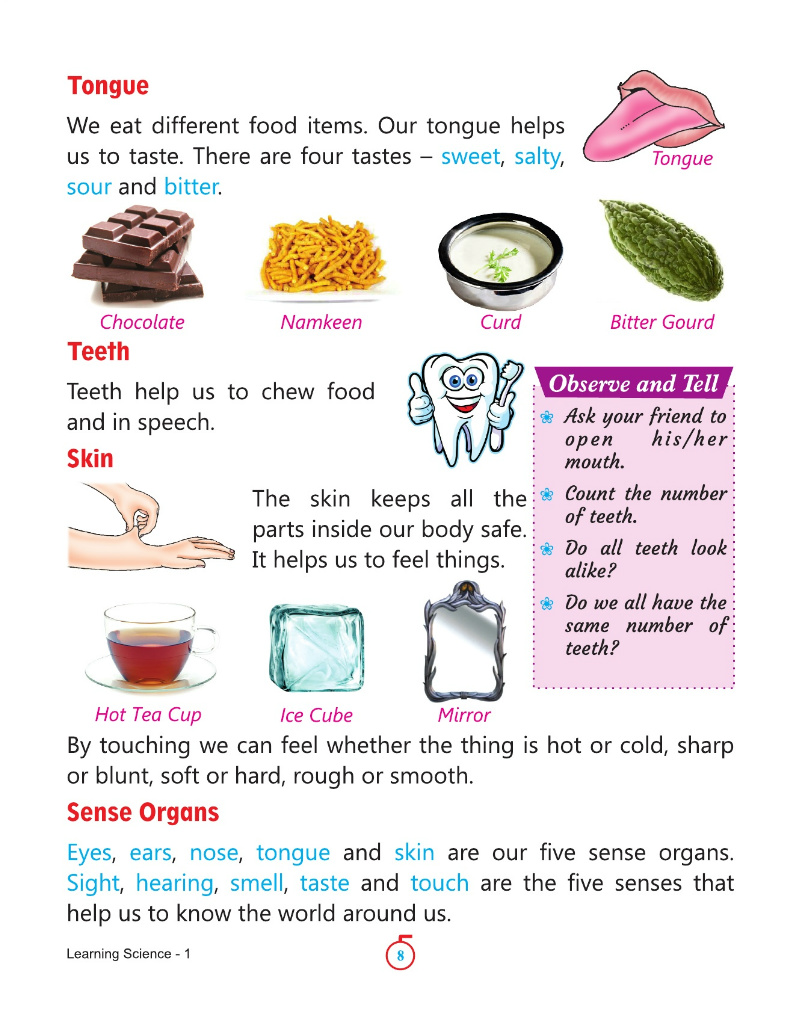 Tongue
We eat different food items. Our tongue helps
us to taste. There are four tastes – sweet, salty,
sour and bitter.
Tongue
Chocolate
Namkeen
Curd
Bitter Gourd
Teeth
Teeth help us to chew food
and in speech.
Skin
The skin keeps all the
parts inside our body safe.
It helps us to feel things.
Observe and Tell
Ask your friend to
open his/her
mouth.
Count the number
of teeth.
Do all teeth look
alike?
Do we all have the
same number of
teeth?
Hot Tea Cup
Ice Cube
Mirror
By touching we can feel whether the thing is hot or cold, sharp
or blunt, soft or hard, rough or smooth.
Sense Organs
Eyes, ears, nose, tongue and skin are our five sense organs.
Sight, hearing, smell, taste and touch are the five senses that
help us to know the world around us.
Learning Science - 1
8